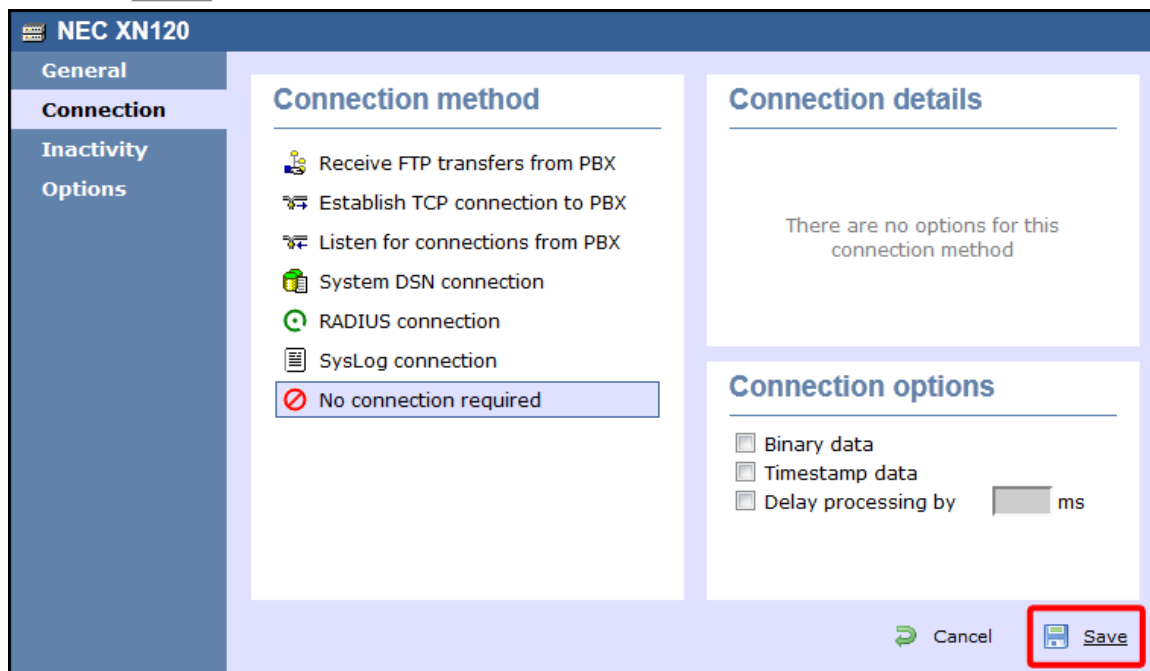 NEC XN120
General
Connection
Inactivity
Options
Connection method
Receive FTP transfers from PBX
Establish TCP connection to PBX
Listen for connections from PBX
System DSN connection
RADIUS connection
SysLog connection
No connection required
Connection details
There are no options for this
connection method
Connection options
Binary data
Timestamp data
Delay processing by ms
Cancel
Save